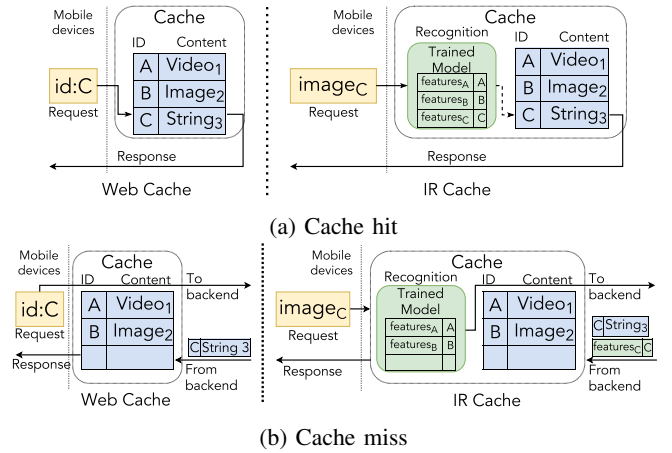 Mobile
devices
Cache
ID Content
id:C
Request
A Video1
B Image2
C String3
Response
Web Cache
Mobile
devices
Cache
Recognition
Trained
Model
ID Content
imageC
Request
featuresA A
featuresB B
featuresC C
A Video1
B Image2
C String3
Response
IR Cache
(a) Cache hit
Mobile
devices
Cache
ID Content
To
backend
id:C
Request
A Video1
B Image2
Response
C String 3
From
backend
Web Cache
Mobile
devices
Cache
Recognition
Trained
Model
ID Content
To
backend
imageC
Request
featuresA A
featuresB B
A Video1
B Image2
C String3
featuresC C
Response
From
backend
IR Cache
(b) Cache miss